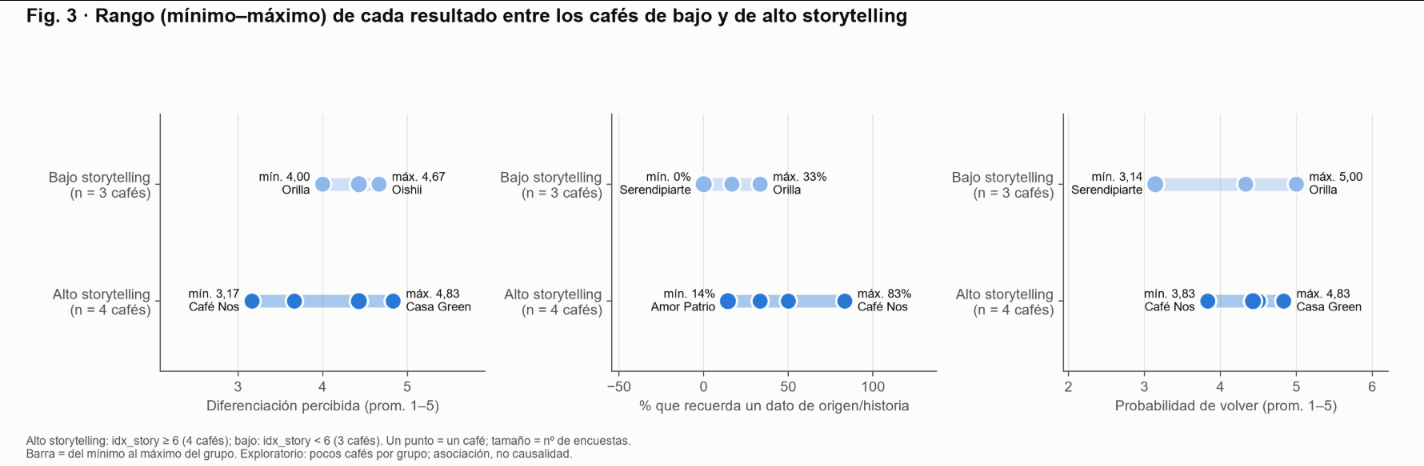 Fig. 3 · Rango (mínimo–máximo) de cada resultado entre los cafés de bajo y de alto storytelling
Bajo storytelling
(n = 3 cafés)
mín. 4,00
Orilla
máx. 4,67
Oishii
Alto storytelling
(n = 4 cafés)
mín. 3,17
Café Nos
máx. 4,83
Casa Green
3
4
5
Diferenciación percibida (prom. 1–5)
Bajo storytelling
(n = 3 cafés)
mín. 0%
Serendipiarte
máx. 33%
Orilla
Alto storytelling
(n = 4 cafés)
mín. 14%
Amor Patrio
máx. 83%
Café Nos
−50
0
50
100
% que recuerda un dato de origen/historia
Bajo storytelling
(n = 3 cafés)
mín. 3,14
Serendipiarte
máx. 5,00
Orilla
Alto storytelling
(n = 4 cafés)
mín. 3,83
Café Nos
máx. 4,83
Casa Green
2
3
4
5
6
Probabilidad de volver (prom. 1–5)
Alto storytelling: idx_story ≥ 6 (4 cafés); bajo: idx_story < 6 (3 cafés). Un punto = un café; tamaño = nº de encuestas.
Barra = del mínimo al máximo del grupo. Exploratorio: pocos cafés por grupo; asociación, no causalidad.